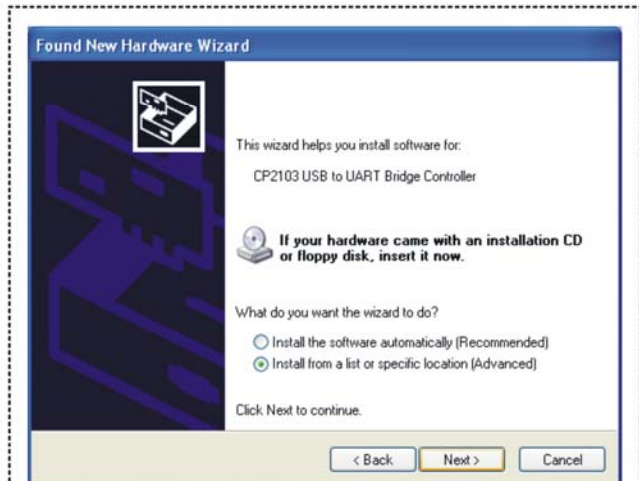 Found New Hardware Wizard
This wizard helps you install software for:
CP2103 USB to UART Bridge Controller
If your hardware came with an installation CD
or floppy disk, insert it now.
What do you want the wizard to do?
Install the software automatically (Recommended)
Install from a list or specific location (Advanced)
Click Next to continue.
< Back Next > Cancel